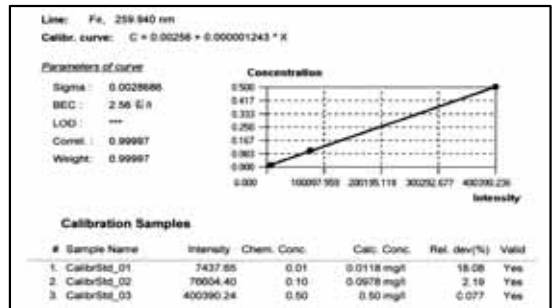 Line: Fe, 259.940 nm
Calibr. curve: C = 0.00256 + 0.000001243 * X
Parameters of curve
Sigma : 0.0028686
BEC : 2.56
LOD : ***
Correl. : 0.99997
Weight: 0.99997
Concentration
0.500
0.417
0.333
0.250
0.167
0.083
0.000
0.000 100097.559 200195.118 300292.677 400390.236
Intensity
Calibration Samples
# Sample Name Intensity Chem. Conc. Calc. Conc. Rel. dev(%) Valid
1. CalibrStd_01 7437.65 0.01 0.0118 mg/l 18.08 Yes
2. CalibrStd_02 76604.40 0.10 0.0978 mg/l 2.19 Yes
3. CalibrStd_03 400390.24 0.50 0.50 mg/l 0.077 Yes